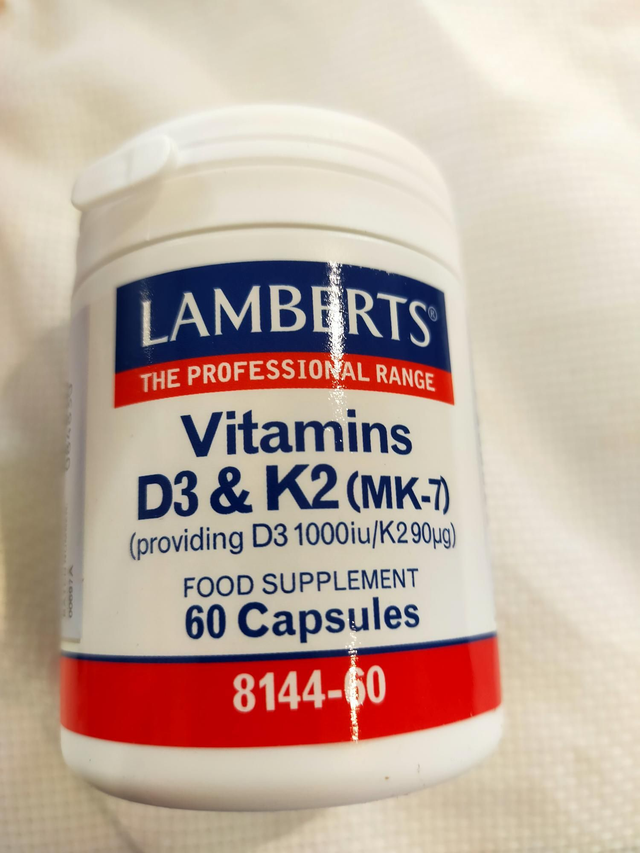 LAMBERTS®
THE PROFESSIONAL RANGE
Vitamins
D3 & K2 (MK-7)
(providing D3 1000iu/K2 90µg)
FOOD SUPPLEMENT
60 Capsules
8144-60